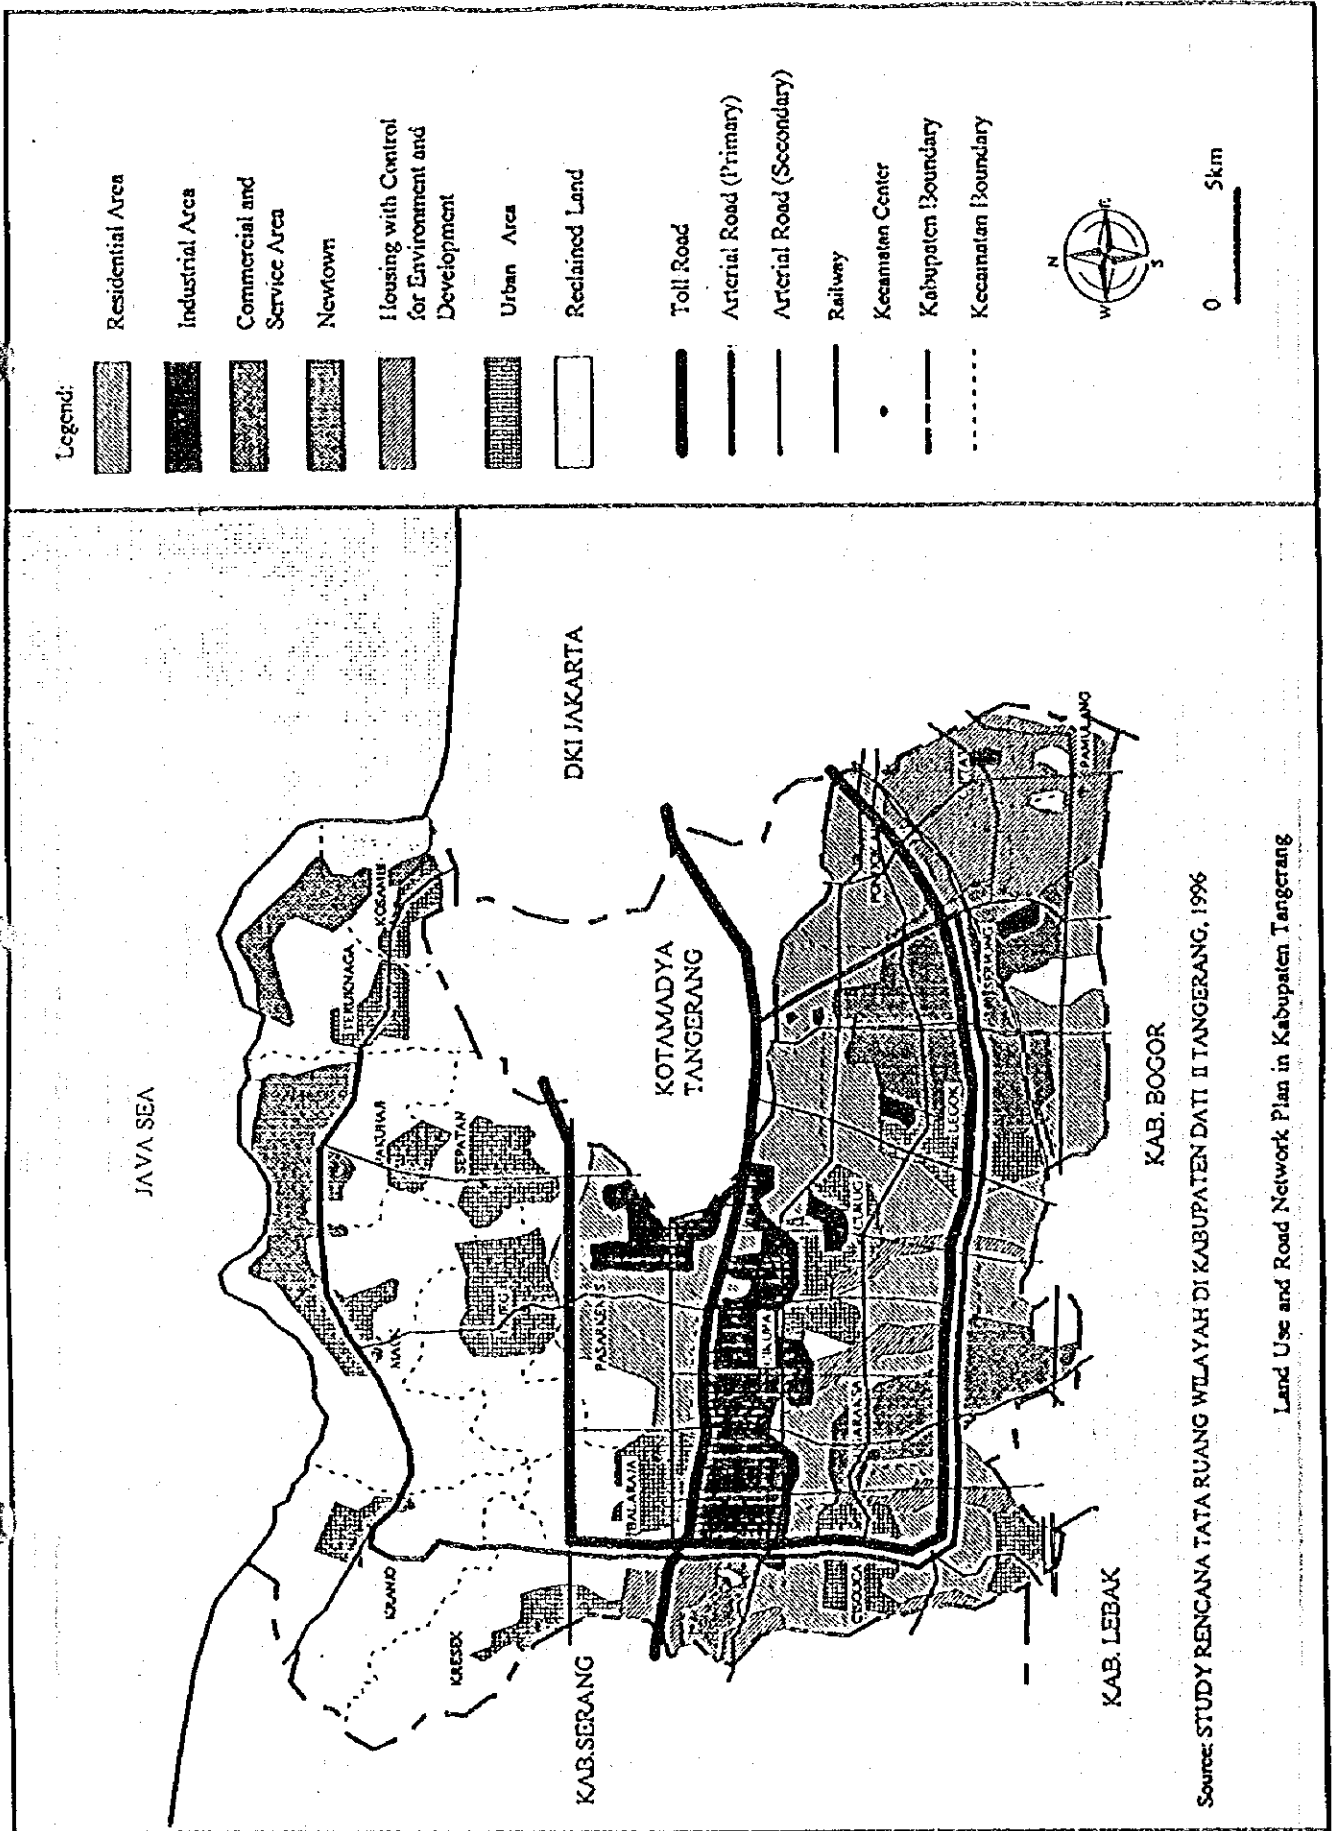 Legend:
Residential Area
Industrial Area
Commercial and
Service Area
Newtown
Housing with Control
for Environment and
Development
Urban Area
Reclaimed Land
Toll Road
Arterial Road (Primary)
Arterial Road (Secondary)
Railway
Kecamatan Center
Kabupaten Boundary
Kecamatan Boundary
N
W
E
S
0 5km
JAVA SEA
DKI JAKARTA
KOTAMADYA
TANGERANG
KAB.SERANG
KAB. LEBAK
KAB. BOGOR
TELUKNAGA
KOSAMBI
PAKUHAJI
SEPATAN
MAUK
KRANJO
KRESEK
PASARKEMIS
BALARAJA
CIKUPA
CURUG
LEGOK
CISOKA
PAMULANG
Source: STUDY RENCANA TATA RUANG WILAYAH DI KABUPATEN DATI II TANGERANG, 1996
Land Use and Road Network Plan in Kabupaten Tangerang